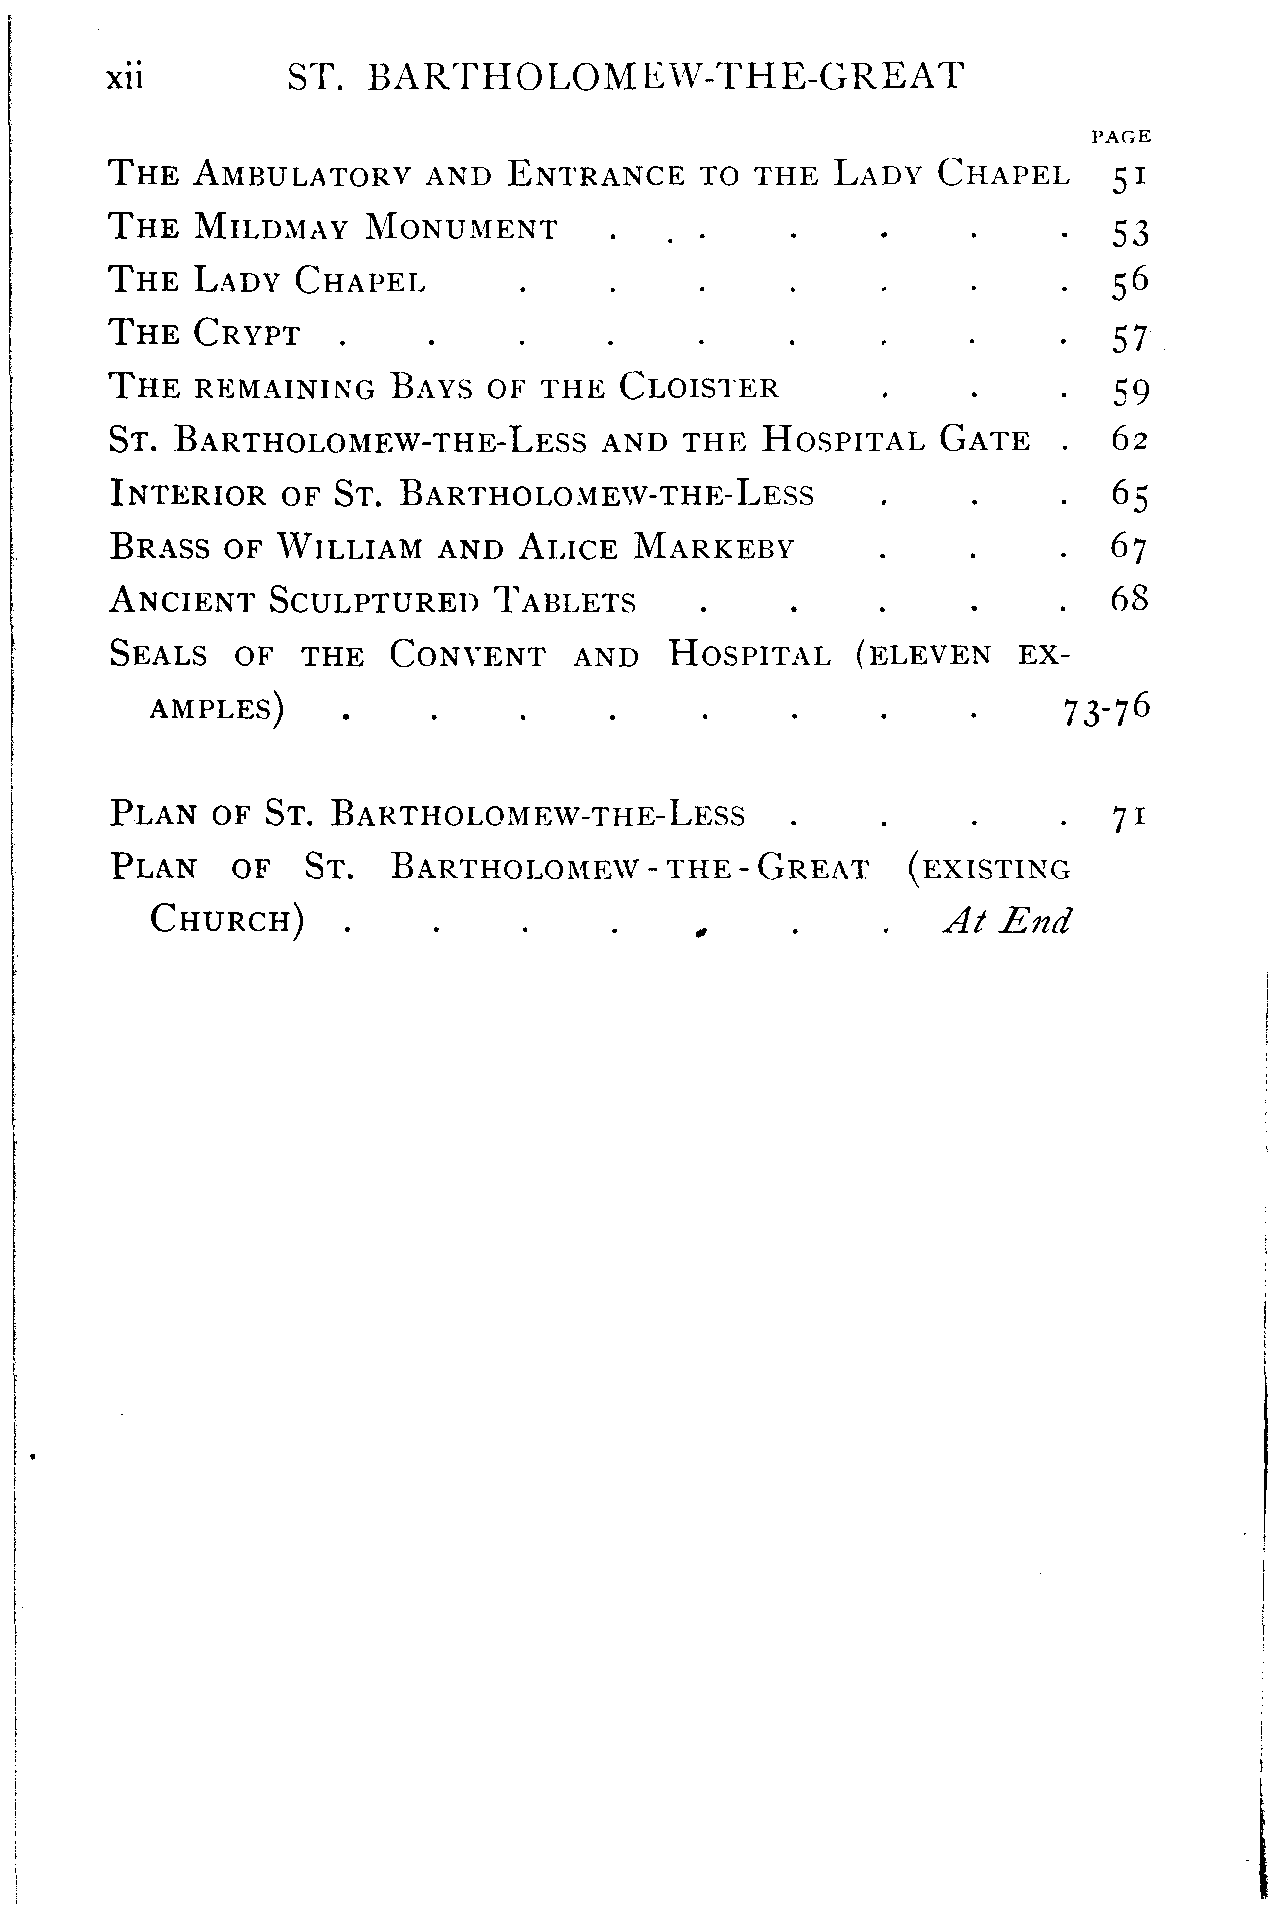 xii ST. BARTHOLOMEW-THE-GREAT
PAGE
THE AMBULATORY AND ENTRANCE TO THE LADY CHAPEL 51
THE MILDMAY MONUMENT . . . . . . . 53
THE LADY CHAPEL . . . . . . . 56
THE CRYPT . . . . . . . . . 57
THE REMAINING BAYS OF THE CLOISTER . . . 59
ST. BARTHOLOMEW-THE-LESS AND THE HOSPITAL GATE . 62
INTERIOR OF ST. BARTHOLOMEW-THE-LESS . . . 65
BRASS OF WILLIAM AND ALICE MARKEBY . . . 67
ANCIENT SCULPTURED TABLETS . . . . . 68
SEALS OF THE CONVENT AND HOSPITAL (ELEVEN EX-
AMPLES) . . . . . . . . 73-76
PLAN OF ST. BARTHOLOMEW-THE-LESS . . . . 71
PLAN OF ST. BARTHOLOMEW-THE-GREAT (EXISTING
CHURCH) . . . . . . . At End